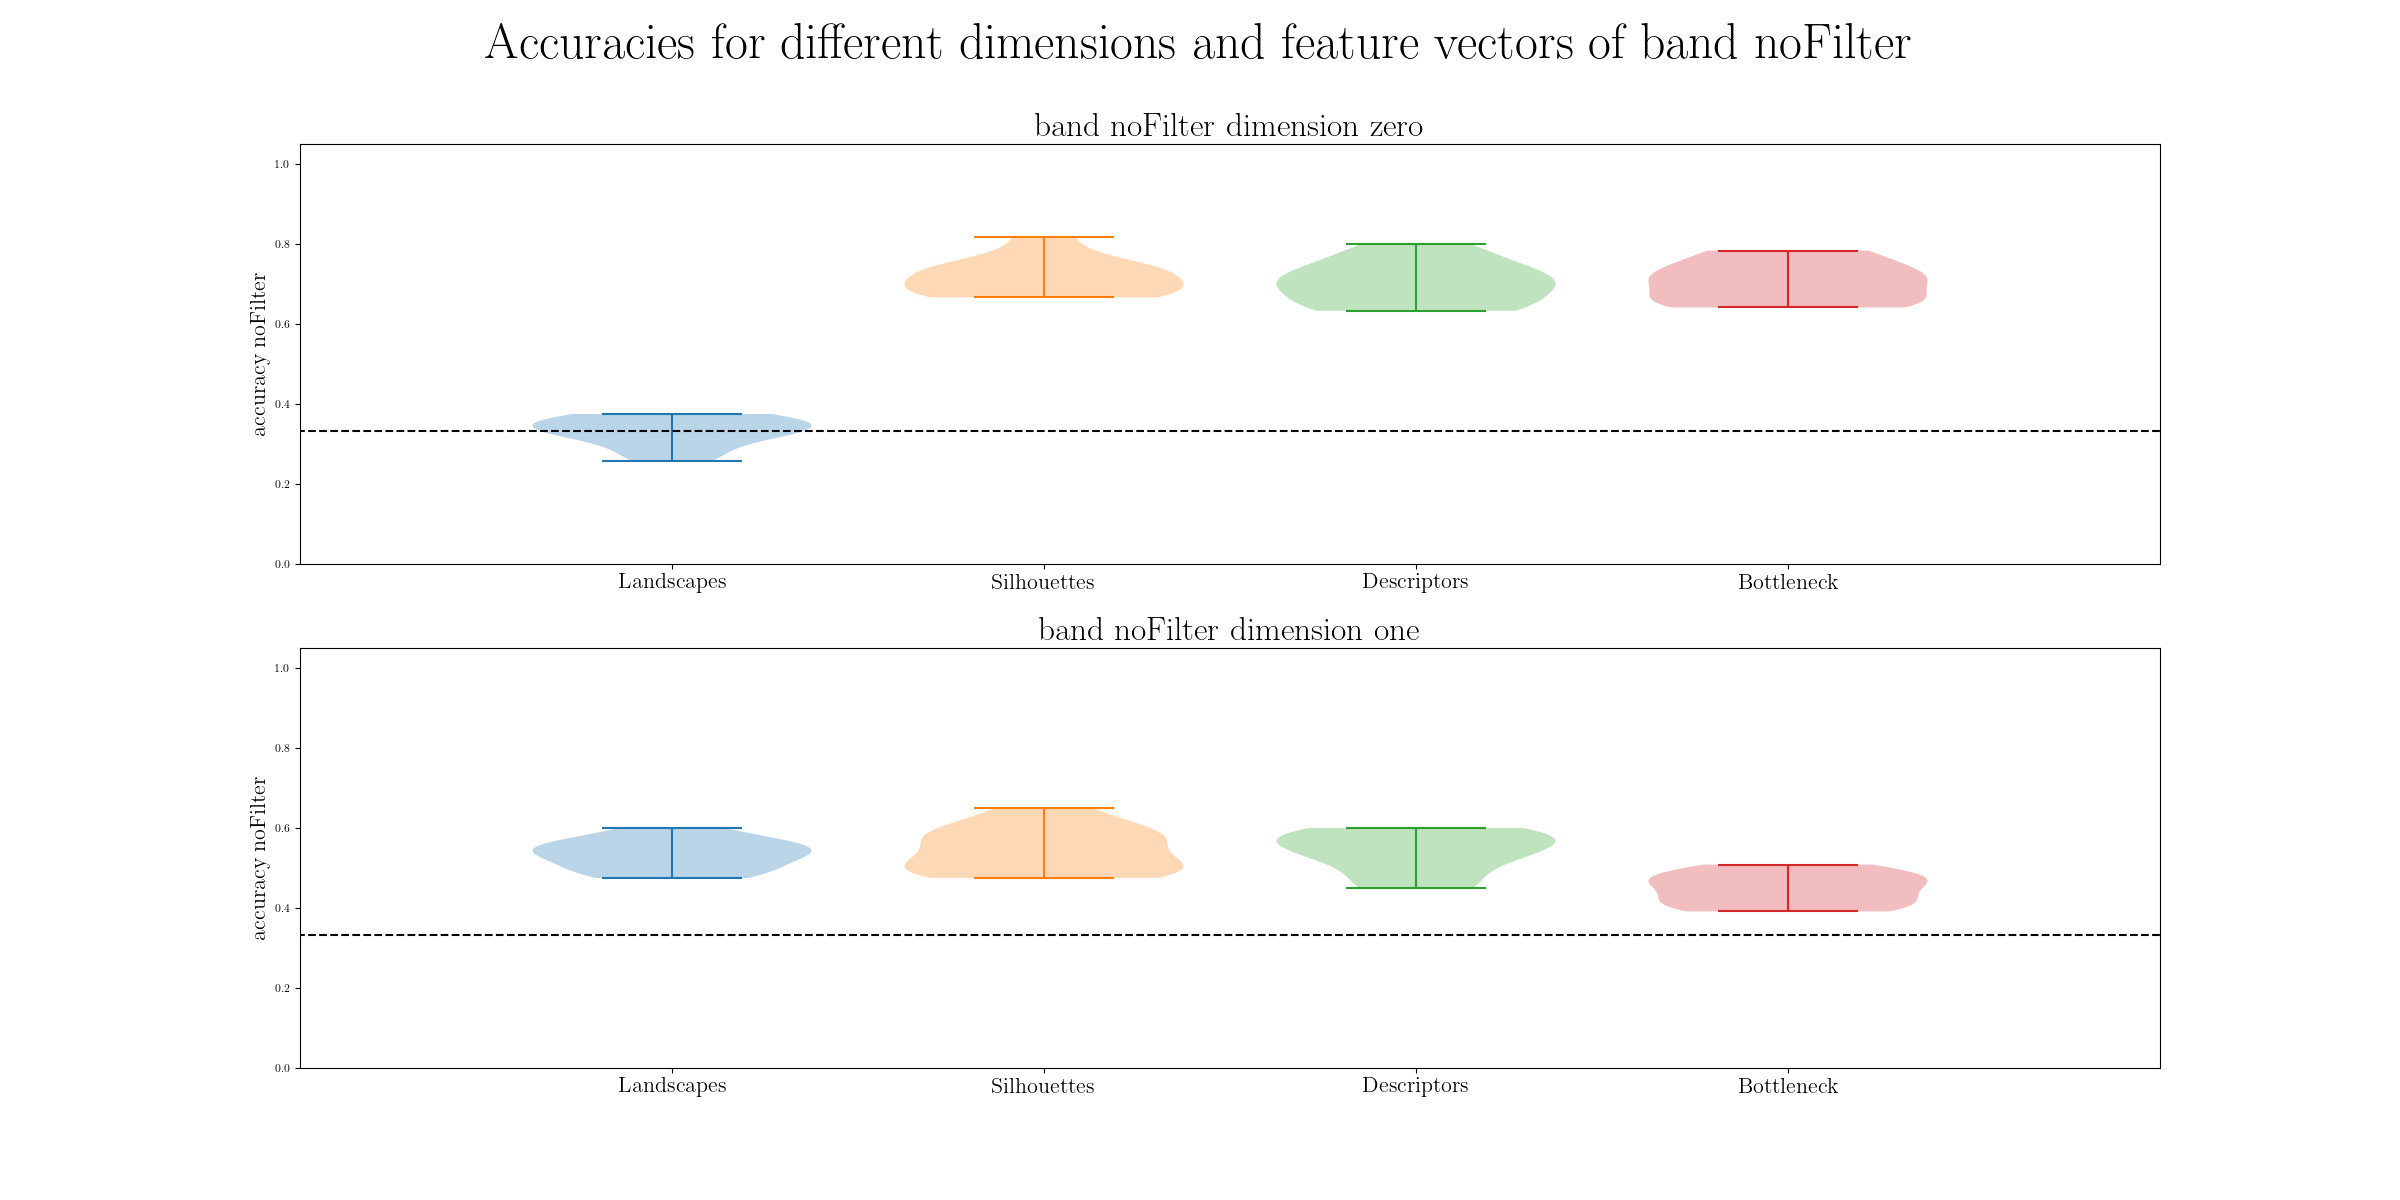 Accuracies for different dimensions and feature vectors of band noFilter
band noFilter dimension zero
accuracy noFilter
1.0
0.8
0.6
0.4
0.2
0.0
Landscapes Silhouettes Descriptors Bottleneck
band noFilter dimension one
accuracy noFilter
1.0
0.8
0.6
0.4
0.2
0.0
Landscapes Silhouettes Descriptors Bottleneck